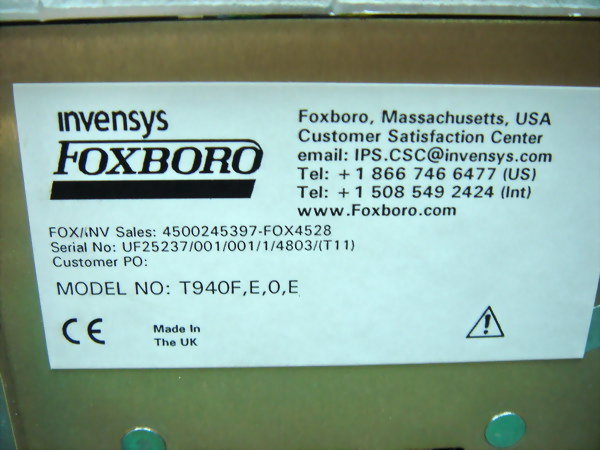 invensys
FOXBORO
Foxboro, Massachusetts, USA
Customer Satisfaction Center
email: IPS.CSC@invensys.com
Tel: +1 866 746 6477 (US)
Tel: +1 508 549 2424 (Int)
www.Foxboro.com
FOX/INV Sales: 4500245397-FOX4528
Serial No: UF25237/001/001/1/4803/(T11)
Customer PO:
MODEL NO: T940F,E,0,E
CE
Made In
The UK